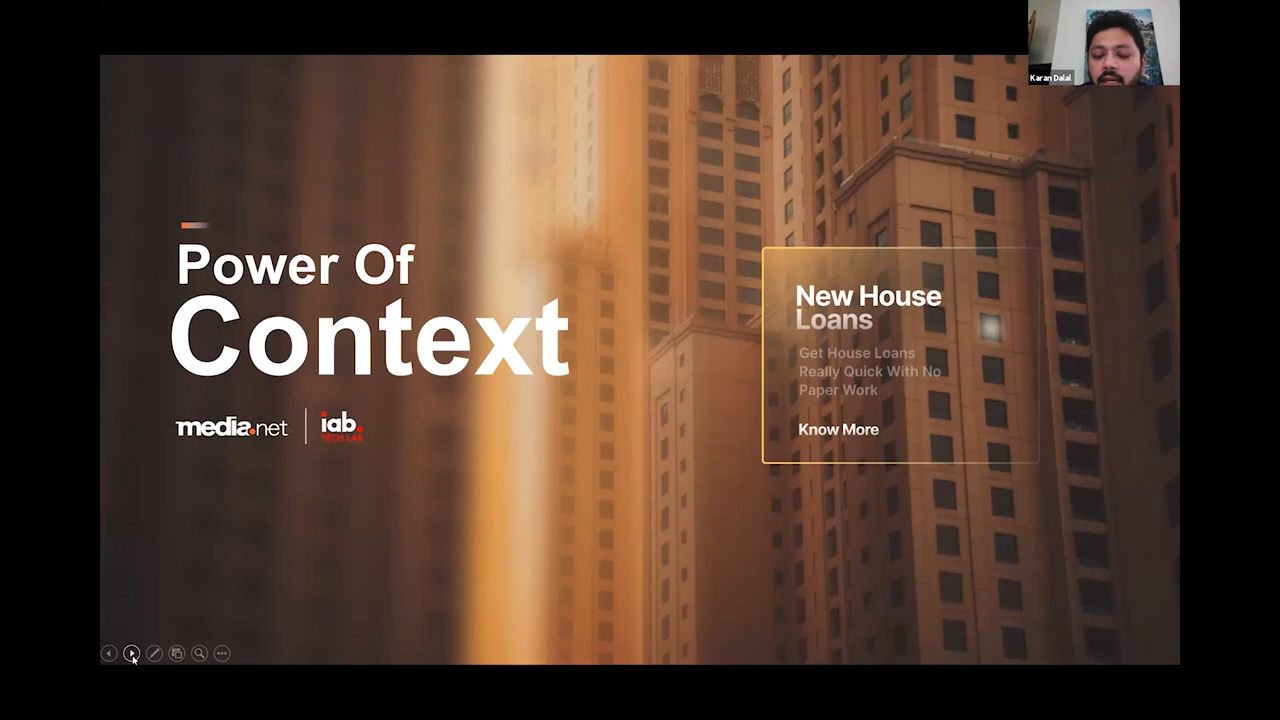 Karan Dalal
Power Of
Context
media.net
iab.
TECH LAB
New House
Loans
Get House Loans
Really Quick With No
Paper Work
Know More